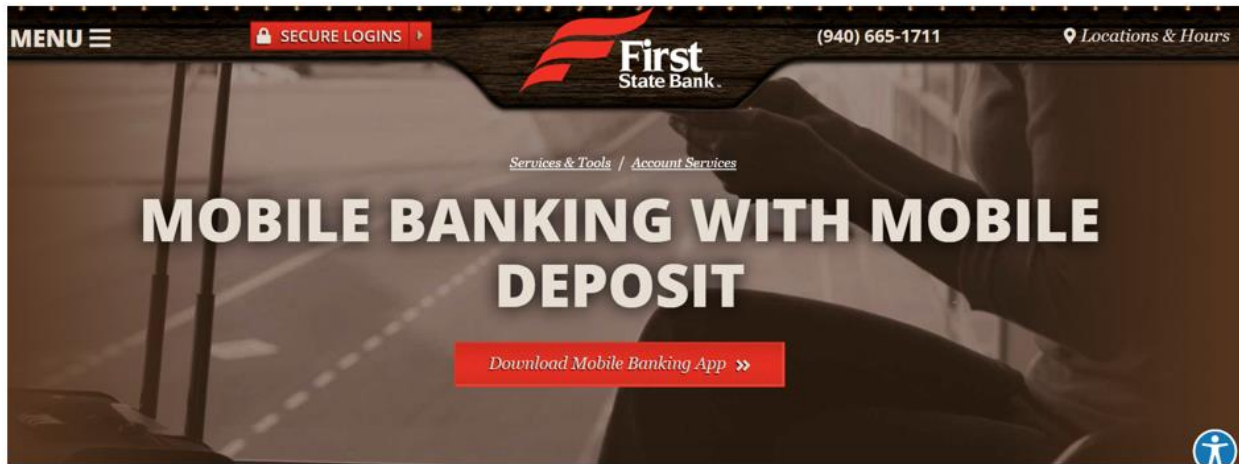 MENU
SECURE LOGINS
First
State Bank
(940) 665-1711
Locations & Hours
Services & Tools / Account Services
MOBILE BANKING WITH MOBILE
DEPOSIT
Download Mobile Banking App »